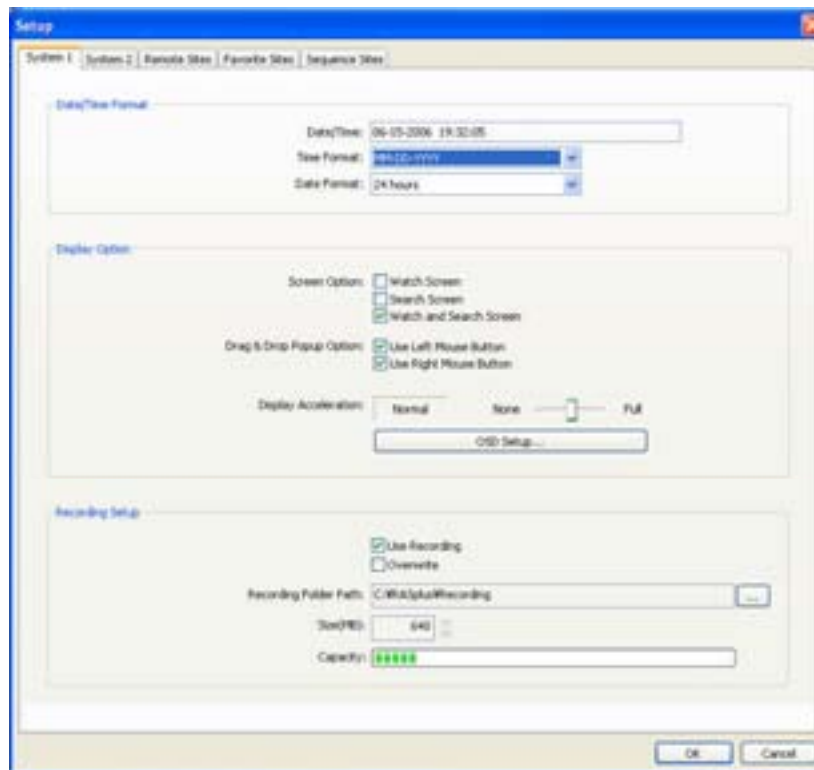 Setup
System 1 System 2 Remote Sites Favorite Sites Sequence Sites
Date/Time Format
Date/Time: 06-15-2006 19:32:05
Time Format: MM-DD-YYYY
Date Format: 24 hours
Display Option
Screen Option: Watch Screen
Search Screen
Watch and Search Screen
Drag & Drop Popup Option: Use Left Mouse Button
Use Right Mouse Button
Display Acceleration: Normal None Full
OSD Setup...
Recording Setup
Use Recording
Overwrite
Recording Folder Path: C:\₩RASplus₩Recording
Size(MB): 640
Capacity:
OK Cancel